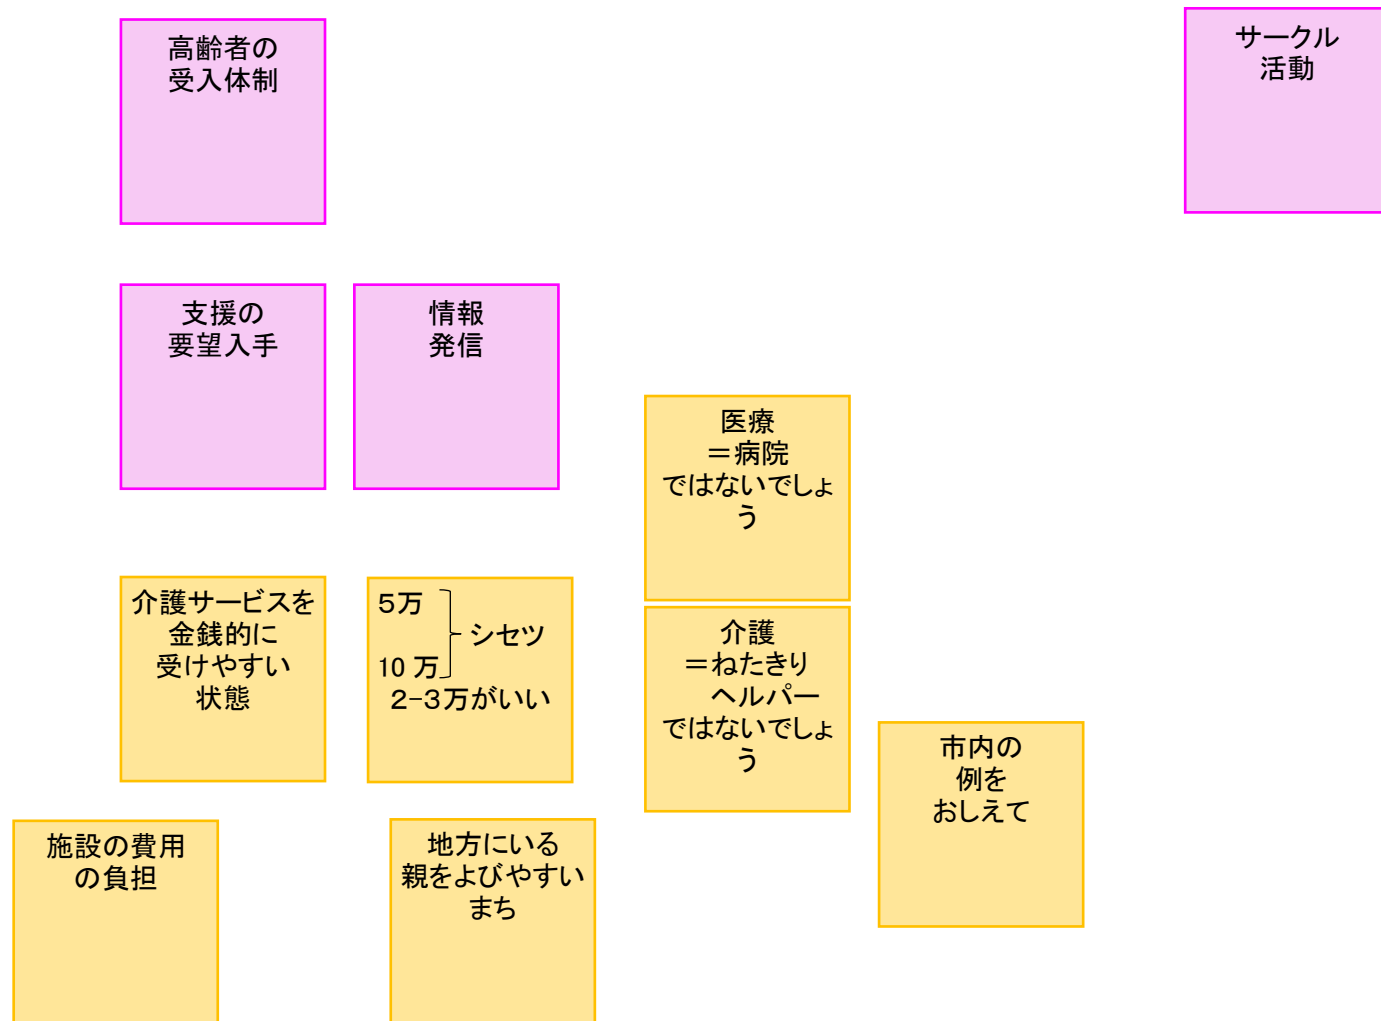 高齢者の
受入体制
サークル
活動
支援の
要望入手
情報
発信
医療
＝病院
ではないでしょ
う
介護サービスを
金銭的に
受けやすい
状態
５万
シセツ
10 万
２−３万がいい
介護
＝ねたきり
ヘルパー
ではないでしょ
う
市内の
例を
おしえて
施設の費用
の負担
地方にいる
親をよびやすい
まち